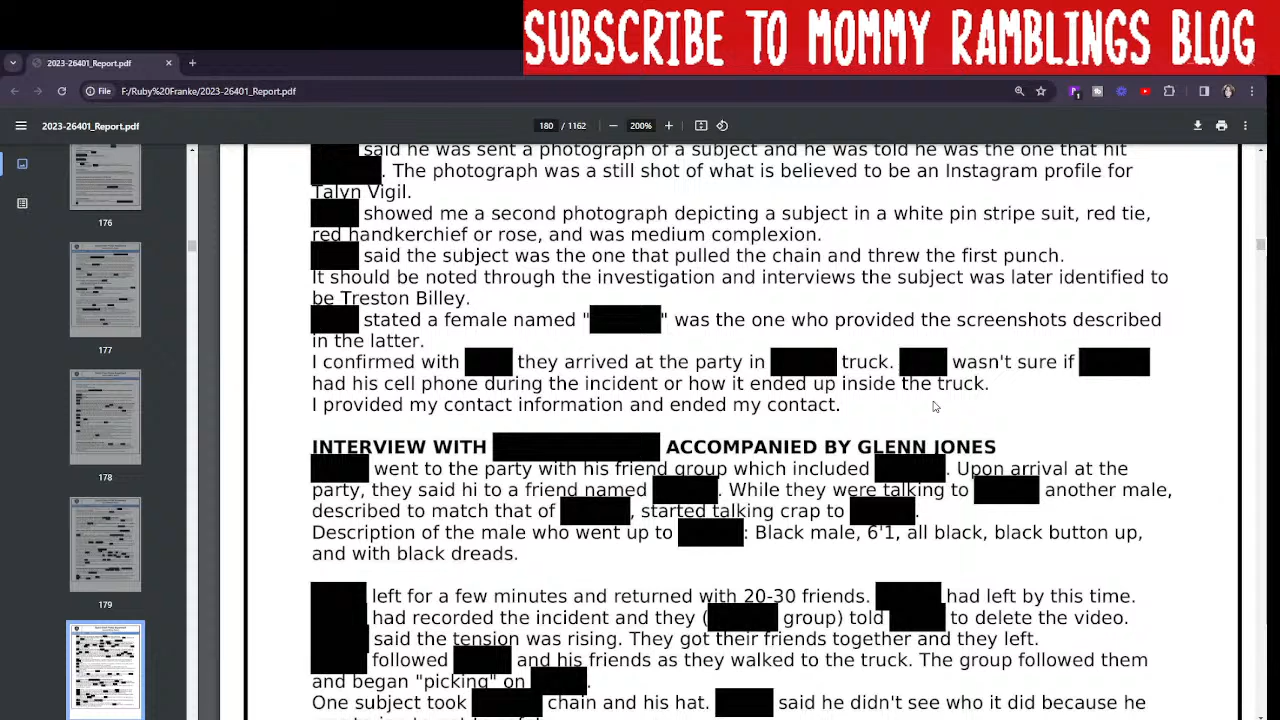 SUBSCRIBE TO MOMMY RAMBLINGS BLOG
2023-26401_Report.pdf
File F:/Ruby%20Franke/2023-26401_Report.pdf
2023-26401_Report.pdf 180 / 1162 200%
said he was sent a photograph of a subject and he was told he was the one that hit
. The photograph was a still shot of what is believed to be an Instagram profile for
Talyn Vigil.
showed me a second photograph depicting a subject in a white pin stripe suit, red tie,
red handkerchief or rose, and was medium complexion.
said the subject was the one that pulled the chain and threw the first punch.
It should be noted through the investigation and interviews the subject was later identified to
be Treston Billey.
stated a female named " " was the one who provided the screenshots described
in the latter.
I confirmed with they arrived at the party in truck. wasn't sure if
had his cell phone during the incident or how it ended up inside the truck.
I provided my contact information and ended my contact.
INTERVIEW WITH ACCOMPANIED BY GLENN JONES
went to the party with his friend group which included . Upon arrival at the
party, they said hi to a friend named . While they were talking to another male,
described to match that of , started talking crap to .
Description of the male who went up to : Black male, 6'1, all black, black button up,
and with black dreads.
left for a few minutes and returned with 20-30 friends. had left by this time.
had recorded the incident and they ( group) told to delete the video.
said the tension was rising. They got their friends together and they left.
followed and his friends as they walked to the truck. The group followed them
and began "picking" on .
One subject took chain and his hat. said he didn't see who it did because he
176
177
178
179